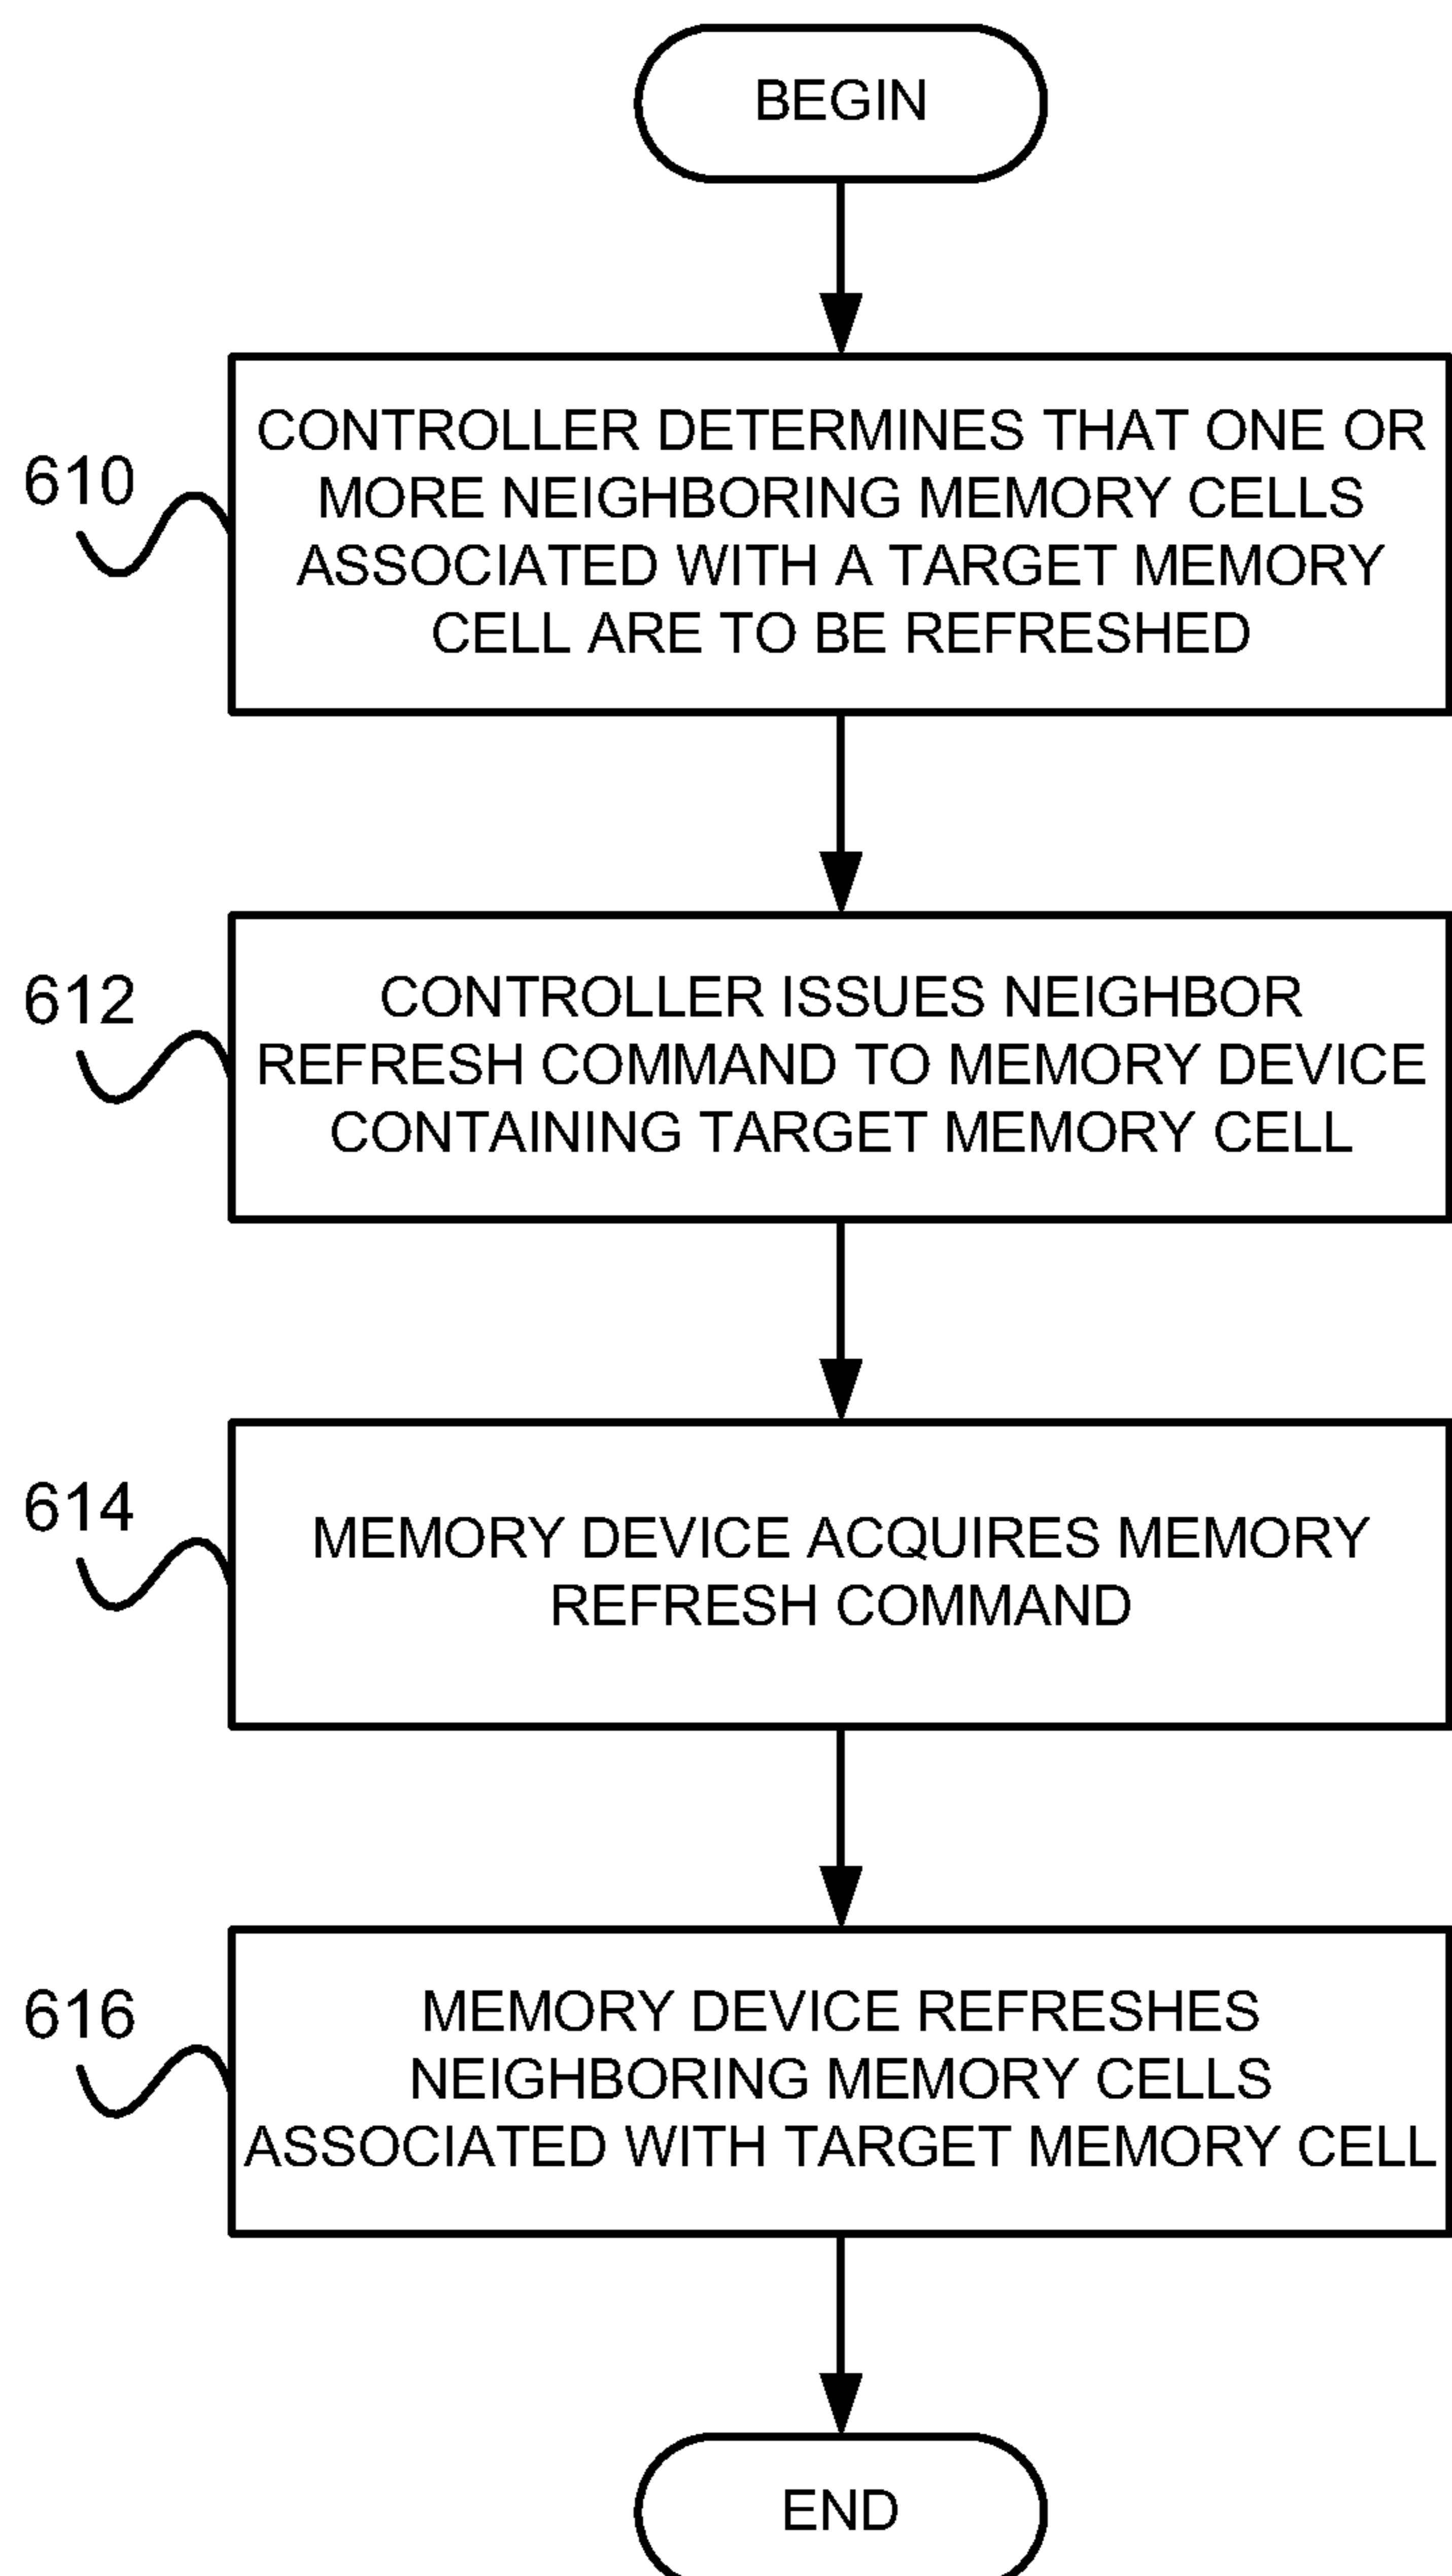 BEGIN
610
CONTROLLER DETERMINES THAT ONE OR
MORE NEIGHBORING MEMORY CELLS
ASSOCIATED WITH A TARGET MEMORY
CELL ARE TO BE REFRESHED
612
CONTROLLER ISSUES NEIGHBOR
REFRESH COMMAND TO MEMORY DEVICE
CONTAINING TARGET MEMORY CELL
614
MEMORY DEVICE ACQUIRES MEMORY
REFRESH COMMAND
616
MEMORY DEVICE REFRESHES
NEIGHBORING MEMORY CELLS
ASSOCIATED WITH TARGET MEMORY CELL
END